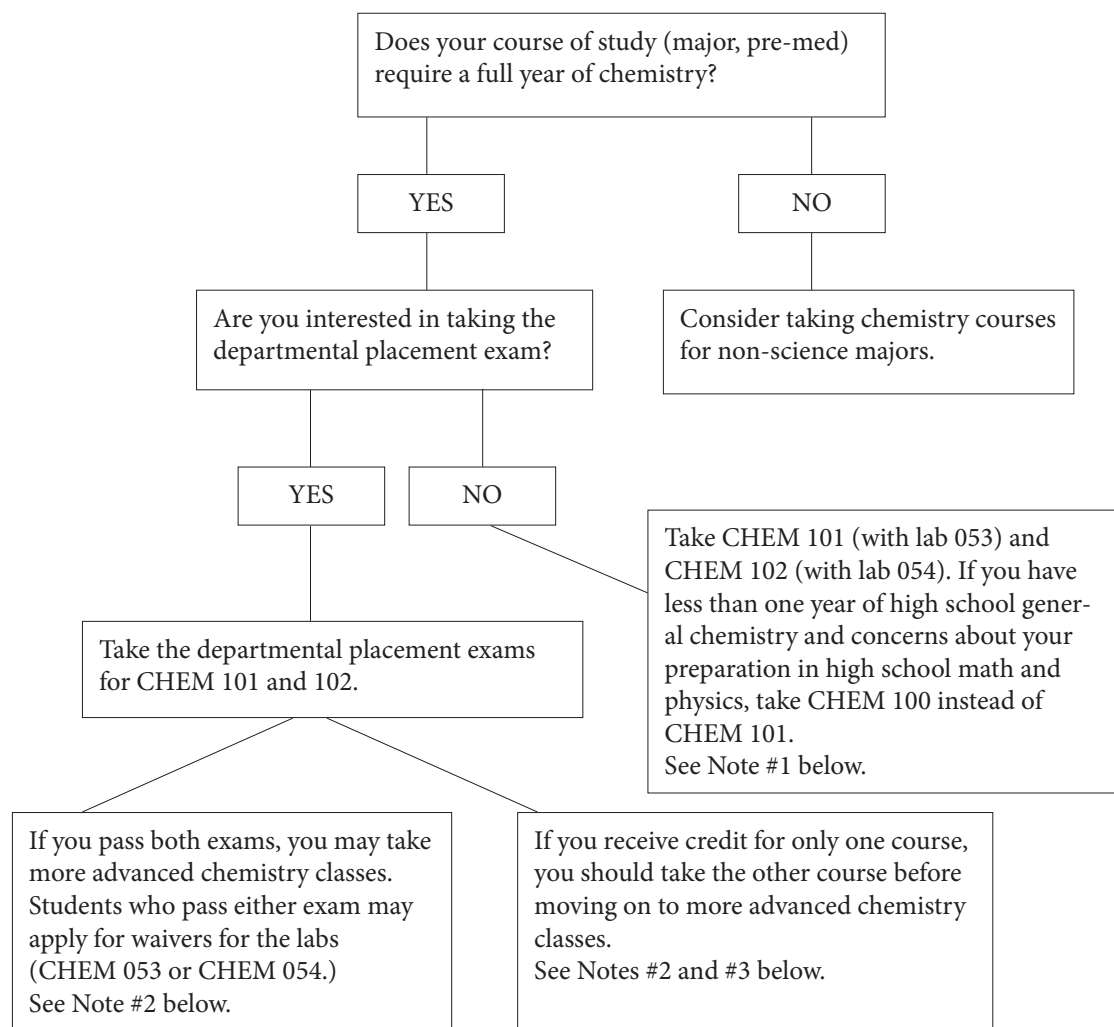 Does your course of study (major, pre-med)
require a full year of chemistry?
YES
NO
Are you interested in taking the
departmental placement exam?
Consider taking chemistry courses
for non-science majors.
YES
NO
Take CHEM 101 (with lab 053) and
CHEM 102 (with lab 054). If you have
less than one year of high school gener-
al chemistry and concerns about your
preparation in high school math and
physics, take CHEM 100 instead of
CHEM 101.
See Note #1 below.
Take the departmental placement exams
for CHEM 101 and 102.
If you pass both exams, you may take
more advanced chemistry classes.
Students who pass either exam may
apply for waivers for the labs
(CHEM 053 or CHEM 054.)
See Note #2 below.
If you receive credit for only one course,
you should take the other course before
moving on to more advanced chemistry
classes.
See Notes #2 and #3 below.